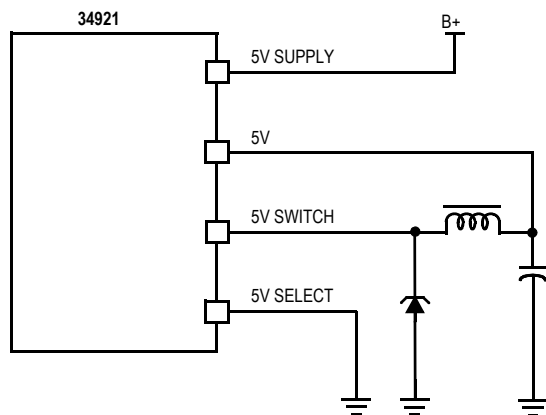 34921
B+
5V SUPPLY
5V
5V SWITCH
5V SELECT